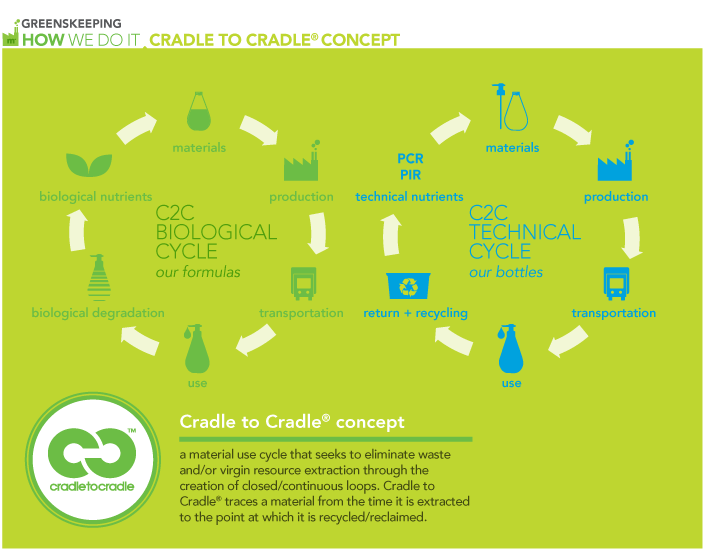 GREENSKEEPING
HOW WE DO IT. CRADLE TO CRADLE® CONCEPT
materials
production
transportation
use
biological degradation
biological nutrients
C2C
BIOLOGICAL
CYCLE
our formulas
materials
production
transportation
use
return + recycling
PCR
PIR
technical nutrients
C2C
TECHNICAL
CYCLE
our bottles
TM
cradletocradle
Cradle to Cradle® concept
a material use cycle that seeks to eliminate waste
and/or virgin resource extraction through the
creation of closed/continuous loops. Cradle to
Cradle® traces a material from the time it is extracted
to the point at which it is recycled/reclaimed.